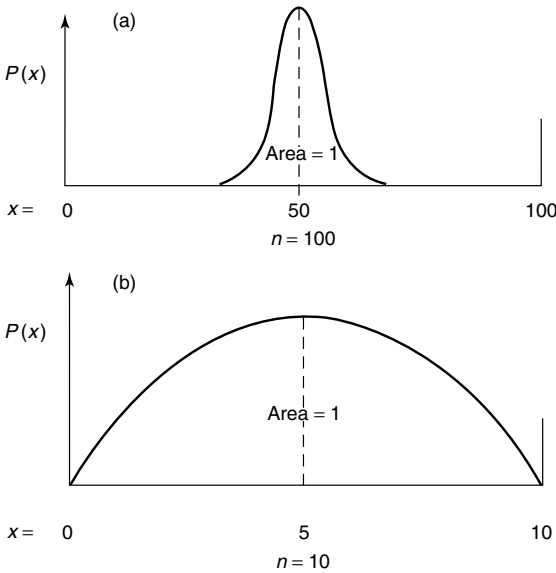 (a)
P(x)
Area = 1
x = 0 50 100
n = 100
(b)
P(x)
Area = 1
x = 0 5 10
n = 10